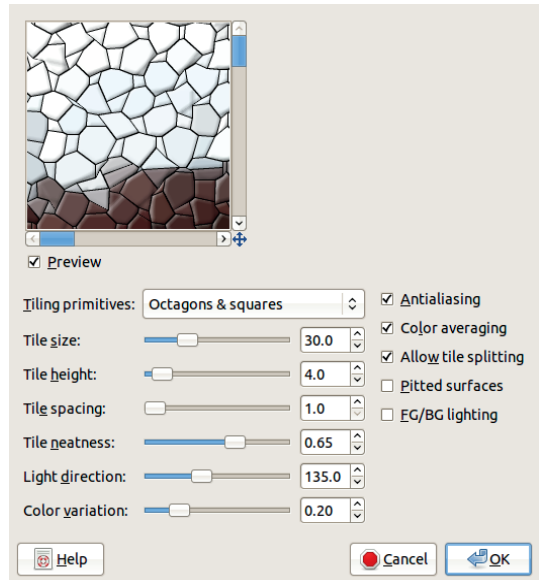 Preview
Tiling primitives: Octagons & squares
Tile size: 30.0
Tile height: 4.0
Tile spacing: 1.0
Tile neatness: 0.65
Light direction: 135.0
Color variation: 0.20
Antialiasing
Color averaging
Allow tile splitting
Pitted surfaces
FG/BG lighting
Help Cancel OK